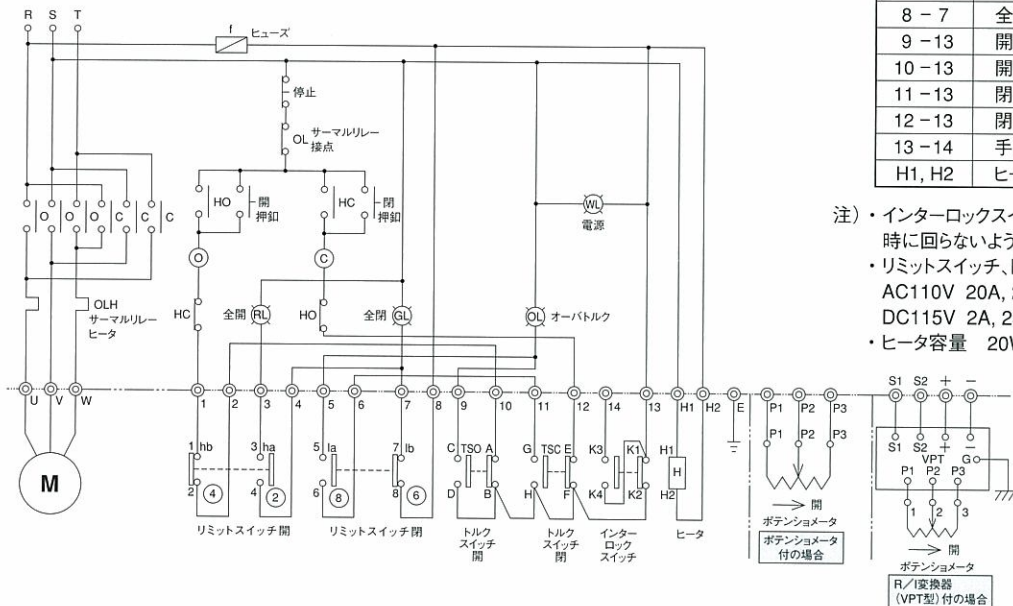 R S T
f ヒューズ
停止
OL サーマルリレー
接点
HO 開
押釦
HC 閉
押釦
WL
電源
O O O C C C
O
C
OLH
サーマルリレー
ヒータ
HC
全開 RL
HO
全閉 GL
OL オーバトルク
U V W
1 2 3 4 5 6 7 8 9 10 11 12 14 13 H1 H2 E
P1 P2 P3
S1 S2 + −
M
1 hb
2 4
3 ha
4 2
5 la
6 8
7 lb
8 6
C TSO A
D B
G TSC E
H F
K3 K1
K4 K2
H1
H
H2
P1 P2 P3
S1 S2 + −
VPT G
P1 P2 P3
1 2 3
リミットスイッチ開
リミットスイッチ閉
トルク
スイッチ
開
トルク
スイッチ
閉
インター
ロック
スイッチ
ヒータ
開
ポテンショメータ
ポテンショメータ
付の場合
開
ポテンショメータ
R/I変換器
(VPT型)付の場合
8 − 7 全
9 −13 開
10 −13 開
11 −13 閉
12 −13 閉
13 −14 手
H1, H2 ヒー
注)・インターロックスイ
時に回らないよう
・リミットスイッチ、
AC110V 20A,
DC115V 2A, 2
・ヒータ容量 20W